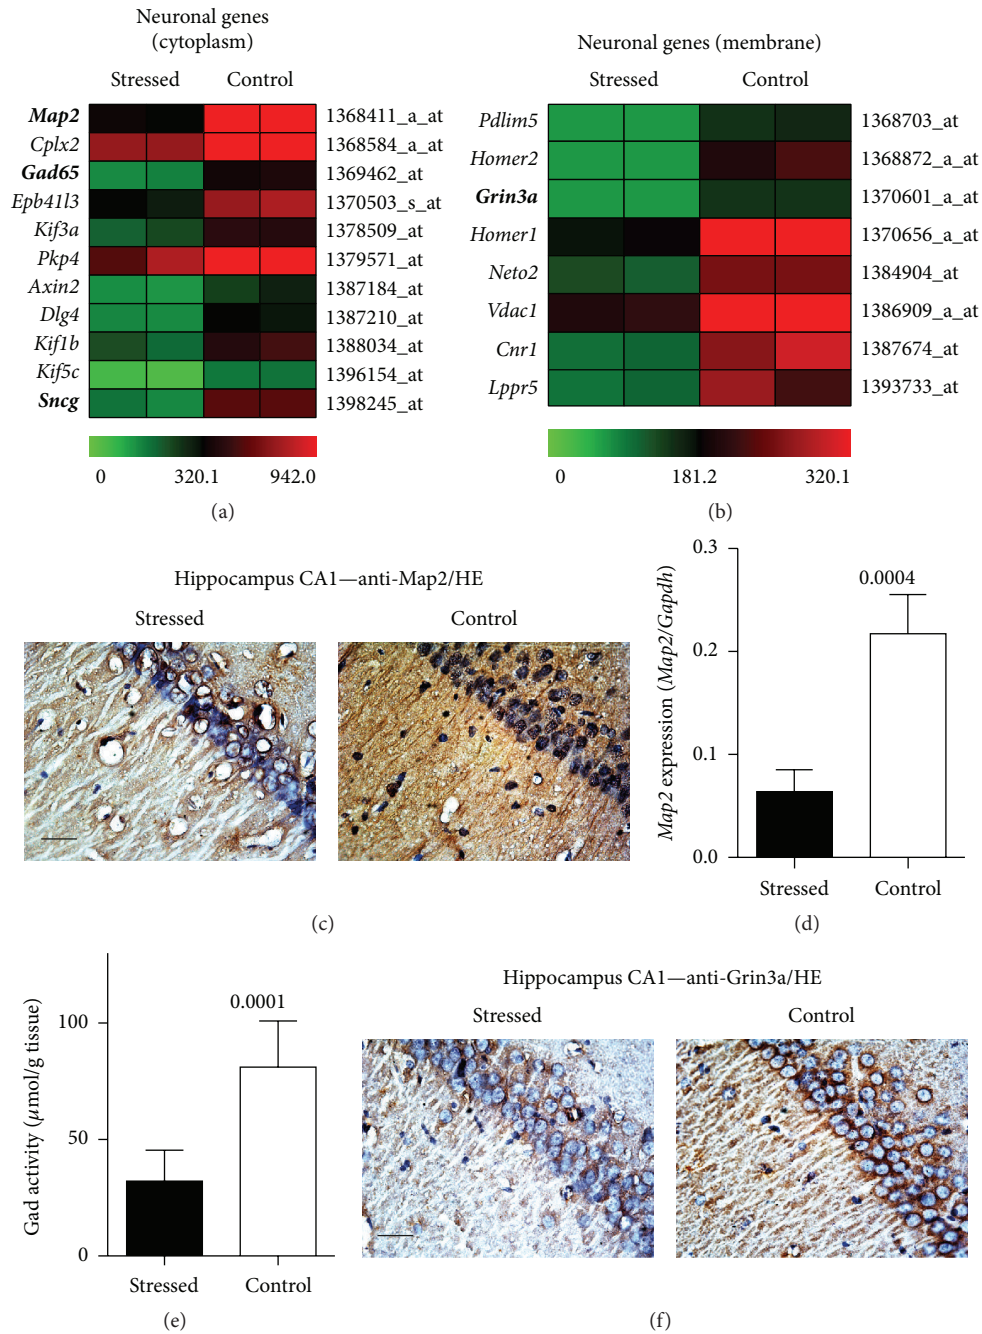 Neuronal genes
(cytoplasm)
Stressed Control
Map2 1368411_a_at
Cplx2 1368584_a_at
Gad65 1369462_at
Epb41l3 1370503_s_at
Kif3a 1378509_at
Pkp4 1379571_at
Axin2 1387184_at
Dlg4 1387210_at
Kif1b 1388034_at
Kif5c 1396154_at
Sncg 1398245_at
0 320.1 942.0
(a)
Neuronal genes (membrane)
Stressed Control
Pdlim5 1368703_at
Homer2 1368872_a_at
Grin3a 1370601_a_at
Homer1 1370656_a_at
Neto2 1384904_at
Vdac1 1386909_a_at
Cnr1 1387674_at
Lppr5 1393733_at
0 181.2 320.1
(b)
Hippocampus CA1—anti-Map2/HE
Stressed Control
(c)
Map2 expression (Map2/Gapdh)
0.3
0.2
0.1
0.0
0.0004
Stressed Control
(d)
Gad activity (μmol/g tissue)
100
50
0
0.0001
Stressed Control
(e)
Hippocampus CA1—anti-Grin3a/HE
Stressed Control
(f)